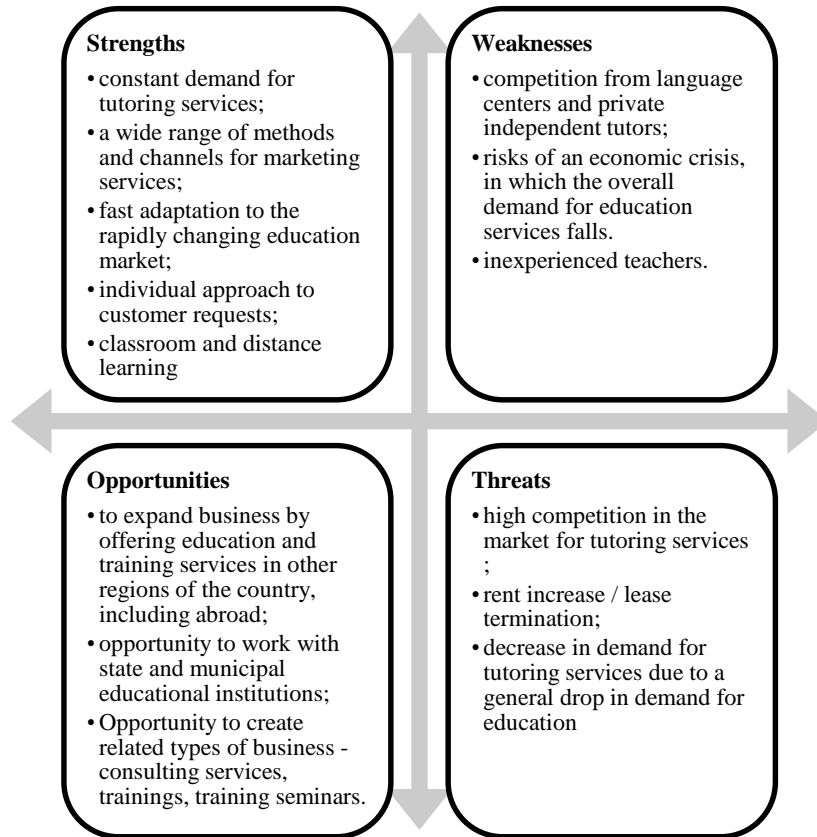 Strengths
• constant demand for
tutoring services;
• a wide range of methods
and channels for marketing
services;
• fast adaptation to the
rapidly changing education
market;
• individual approach to
customer requests;
• classroom and distance
learning
Weaknesses
• competition from language
centers and private
independent tutors;
• risks of an economic crisis,
in which the overall
demand for education
services falls.
• inexperienced teachers.
Opportunities
• to expand business by
offering education and
training services in other
regions of the country,
including abroad;
• opportunity to work with
state and municipal
educational institutions;
• Opportunity to create
related types of business -
consulting services,
trainings, training seminars.
Threats
• high competition in the
market for tutoring services
;
• rent increase / lease
termination;
• decrease in demand for
tutoring services due to a
general drop in demand for
education